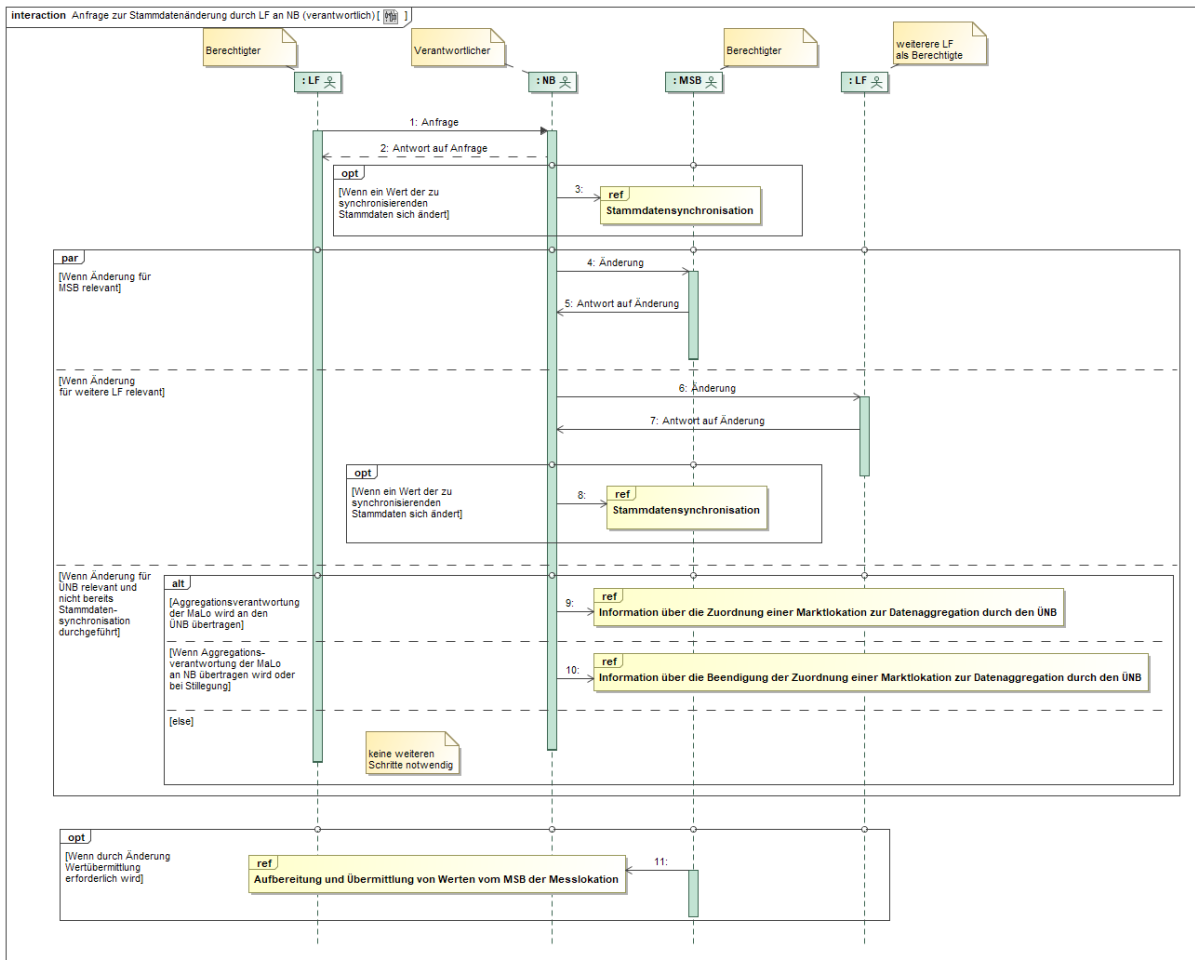 interaction Anfrage zur Stammdatenänderung durch LF an NB (verantwortlich) [ ]
Berechtigter
Verantwortlicher
Berechtigter
weiterere LF
als Berechtigte
: LF
: NB
: MSB
: LF
1: Anfrage
2: Antwort auf Anfrage
opt
[Wenn ein Wert der zu
synchronisierenden
Stammdaten sich ändert]
3:
ref
Stammdatensynchronisation
par
[Wenn Änderung für
MSB relevant]
4: Änderung
5: Antwort auf Änderung
[Wenn Änderung
für weitere LF relevant]
6: Änderung
7: Antwort auf Änderung
opt
[Wenn ein Wert der zu
synchronisierenden
Stammdaten sich ändert]
8:
ref
Stammdatensynchronisation
[Wenn Änderung für
ÜNB relevant und
nicht bereits
Stammdaten-
synchronisation
durchgeführt]
alt
[Aggregationsverantwortung
der MaLo wird an den
ÜNB übertragen]
9:
ref
Information über die Zuordnung einer Marktlokation zur Datenaggregation durch den ÜNB
[Wenn Aggregations-
verantwortung der MaLo
an NB übertragen wird oder
bei Stillegung]
10:
ref
Information über die Beendigung der Zuordnung einer Marktlokation zur Datenaggregation durch den ÜNB
[else]
keine weiteren
Schritte notwendig
opt
[Wenn durch Änderung
Wertübermittlung
erforderlich wird]
11:
ref
Aufbereitung und Übermittlung von Werten vom MSB der Messlokation